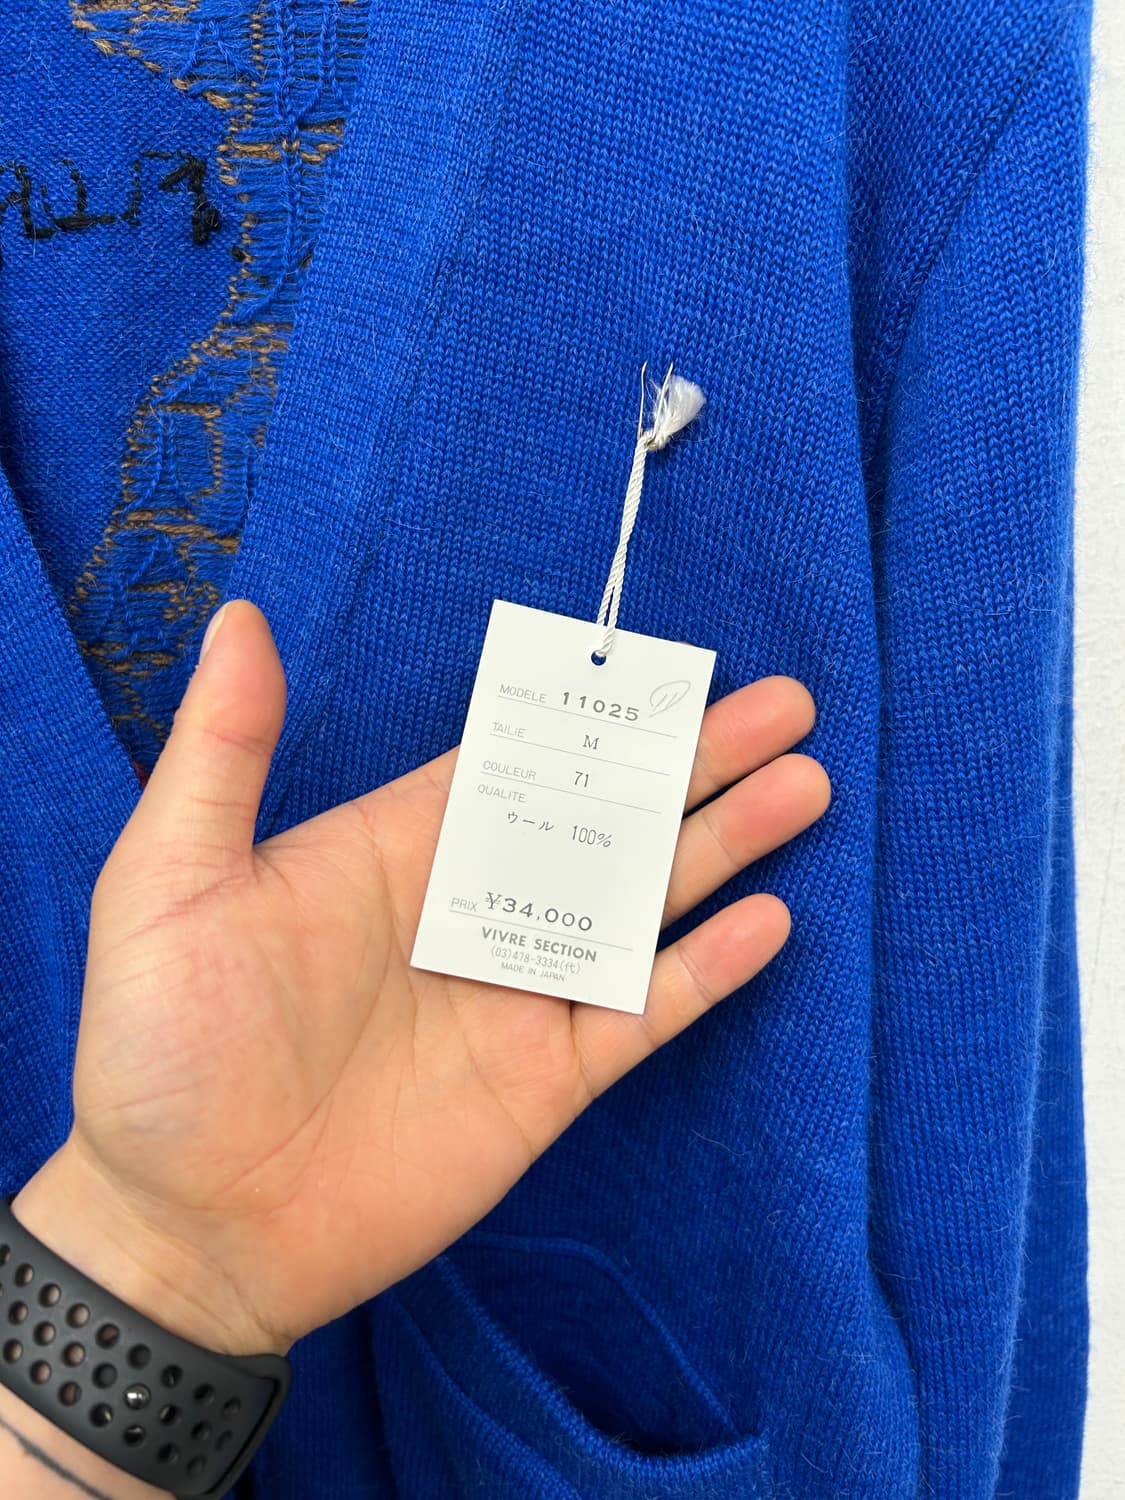 MODELE 11025
TAILIE M
COULEUR 71
QUALITE
ウール 100%
PRIX ¥34,000
VIVRE SECTION
(03)478-3334(代)
MADE IN JAPAN